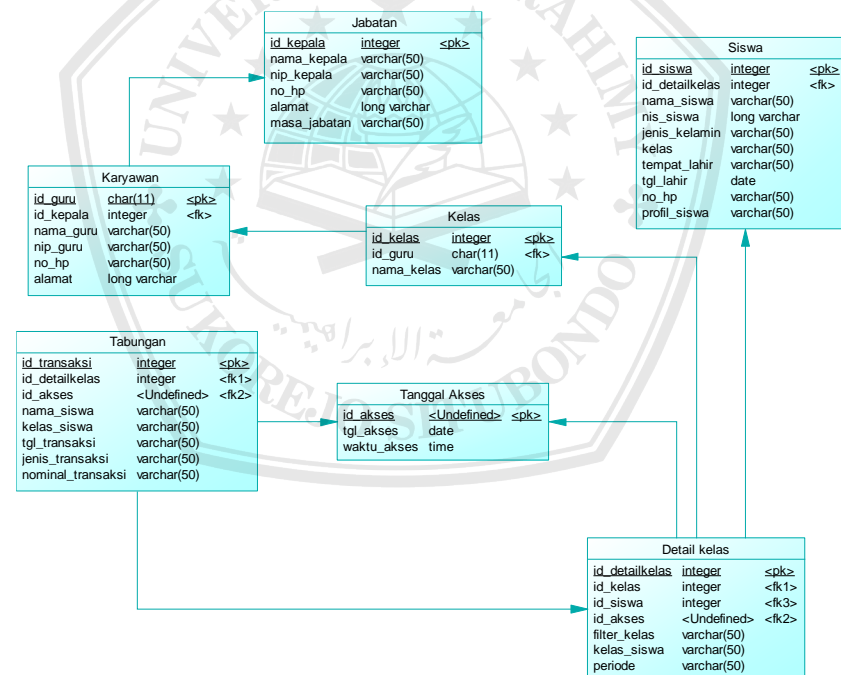 Jabatan
id_kepala integer <pk>
nama_kepala varchar(50)
nip_kepala varchar(50)
no_hp varchar(50)
alamat long varchar
masa_jabatan varchar(50)
Siswa
id_siswa integer <pk>
id_detailkelas integer <fk>
nama_siswa varchar(50)
nis_siswa long varchar
jenis_kelamin varchar(50)
kelas varchar(50)
tempat_lahir varchar(50)
tgl_lahir date
no_hp varchar(50)
profil_siswa varchar(50)
Karyawan
id_guru char(11) <pk>
id_kepala integer <fk>
nama_guru varchar(50)
nip_guru varchar(50)
no_hp varchar(50)
alamat long varchar
Kelas
id_kelas integer <pk>
id_guru char(11) <fk>
nama_kelas varchar(50)
Tabungan
id_transaksi integer <pk>
id_detailkelas integer <fk1>
id_akses <Undefined> <fk2>
nama_siswa varchar(50)
kelas_siswa varchar(50)
tgl_transaksi varchar(50)
jenis_transaksi varchar(50)
nominal_transaksi varchar(50)
Tanggal Akses
id_akses <Undefined> <pk>
tgl_akses date
waktu_akses time
Detail kelas
id_detailkelas integer <pk>
id_kelas integer <fk1>
id_siswa integer <fk3>
id_akses <Undefined> <fk2>
filter_kelas varchar(50)
kelas_siswa varchar(50)
periode varchar(50)
SUKOREJO SITUBONDO